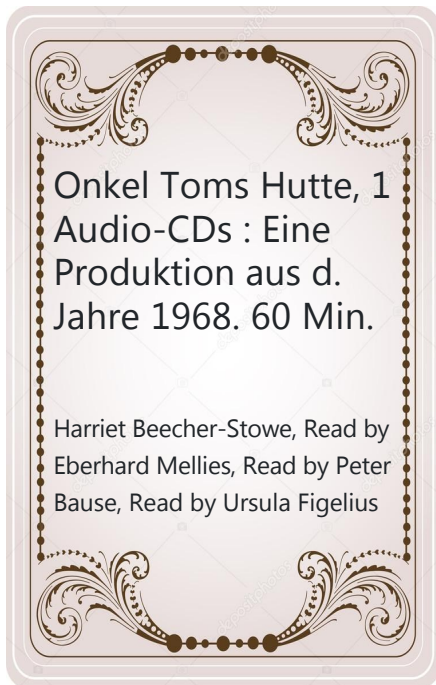 Onkel Toms Hutte, 1
Audio-CDs : Eine
Produktion aus d.
Jahre 1968. 60 Min.
Harriet Beecher-Stowe, Read by
Eberhard Mellies, Read by Peter
Bause, Read by Ursula Figelius